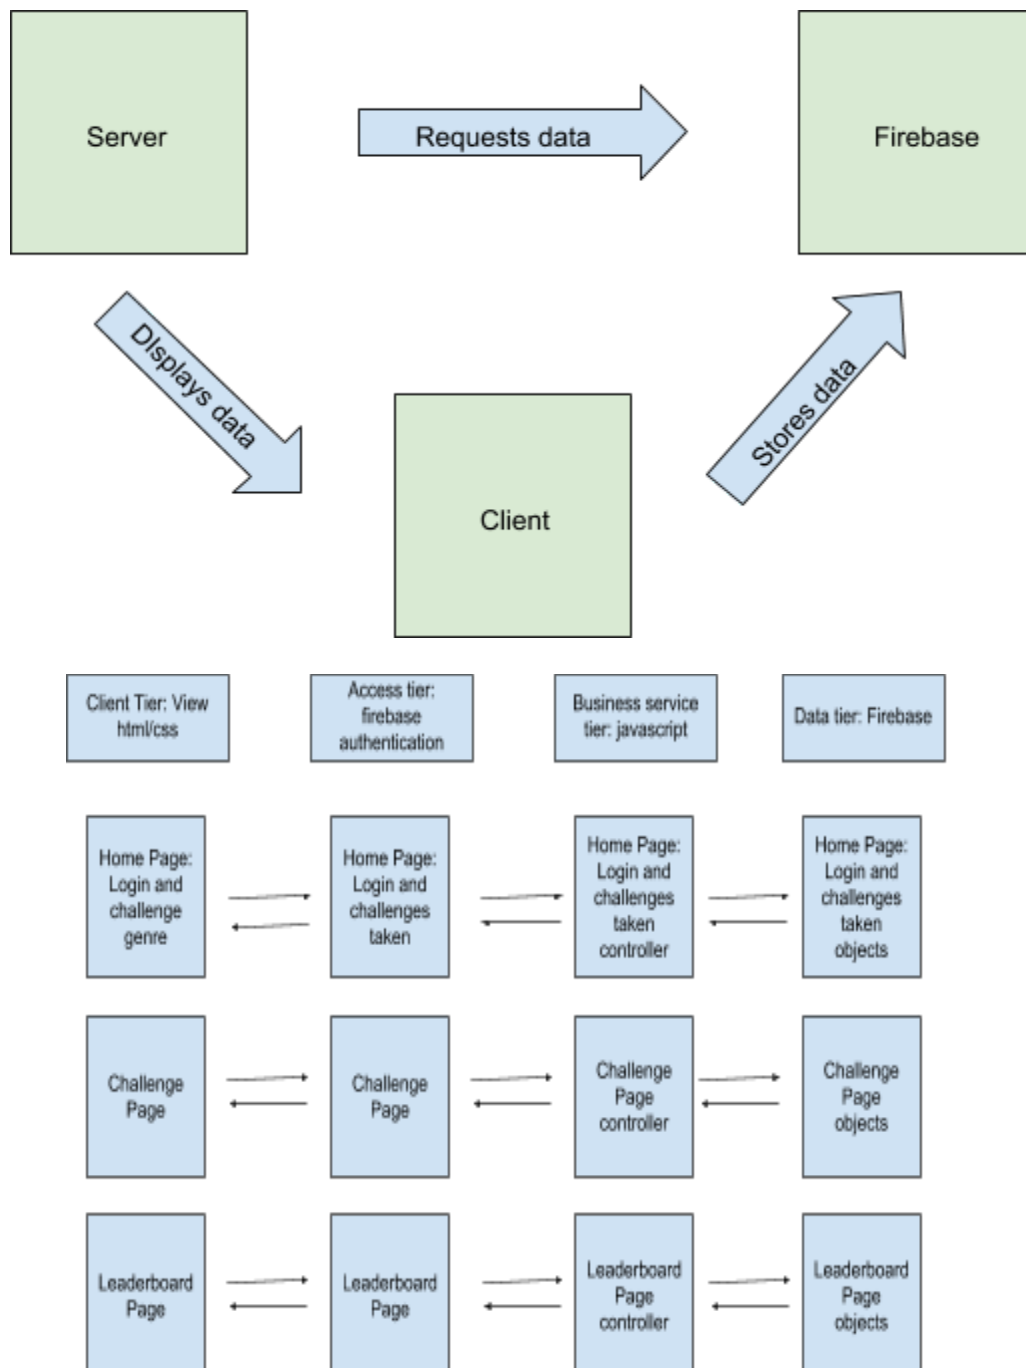 Server
Requests data
Firebase
DIsplays data
Stores data
Client
Client Tier: View
html/css
Access tier:
firebase
authentication
Business service
tier: javascript
Data tier: Firebase
Home Page:
Login and
challenge
genre
Home Page:
Login and
challenges
taken
Home Page:
Login and
challenges
taken
controller
Home Page:
Login and
challenges
taken
objects
Challenge
Page
Challenge
Page
Challenge
Page
controller
Challenge
Page
objects
Leaderboard
Page
Leaderboard
Page
Leaderboard
Page
controller
Leaderboard
Page
objects